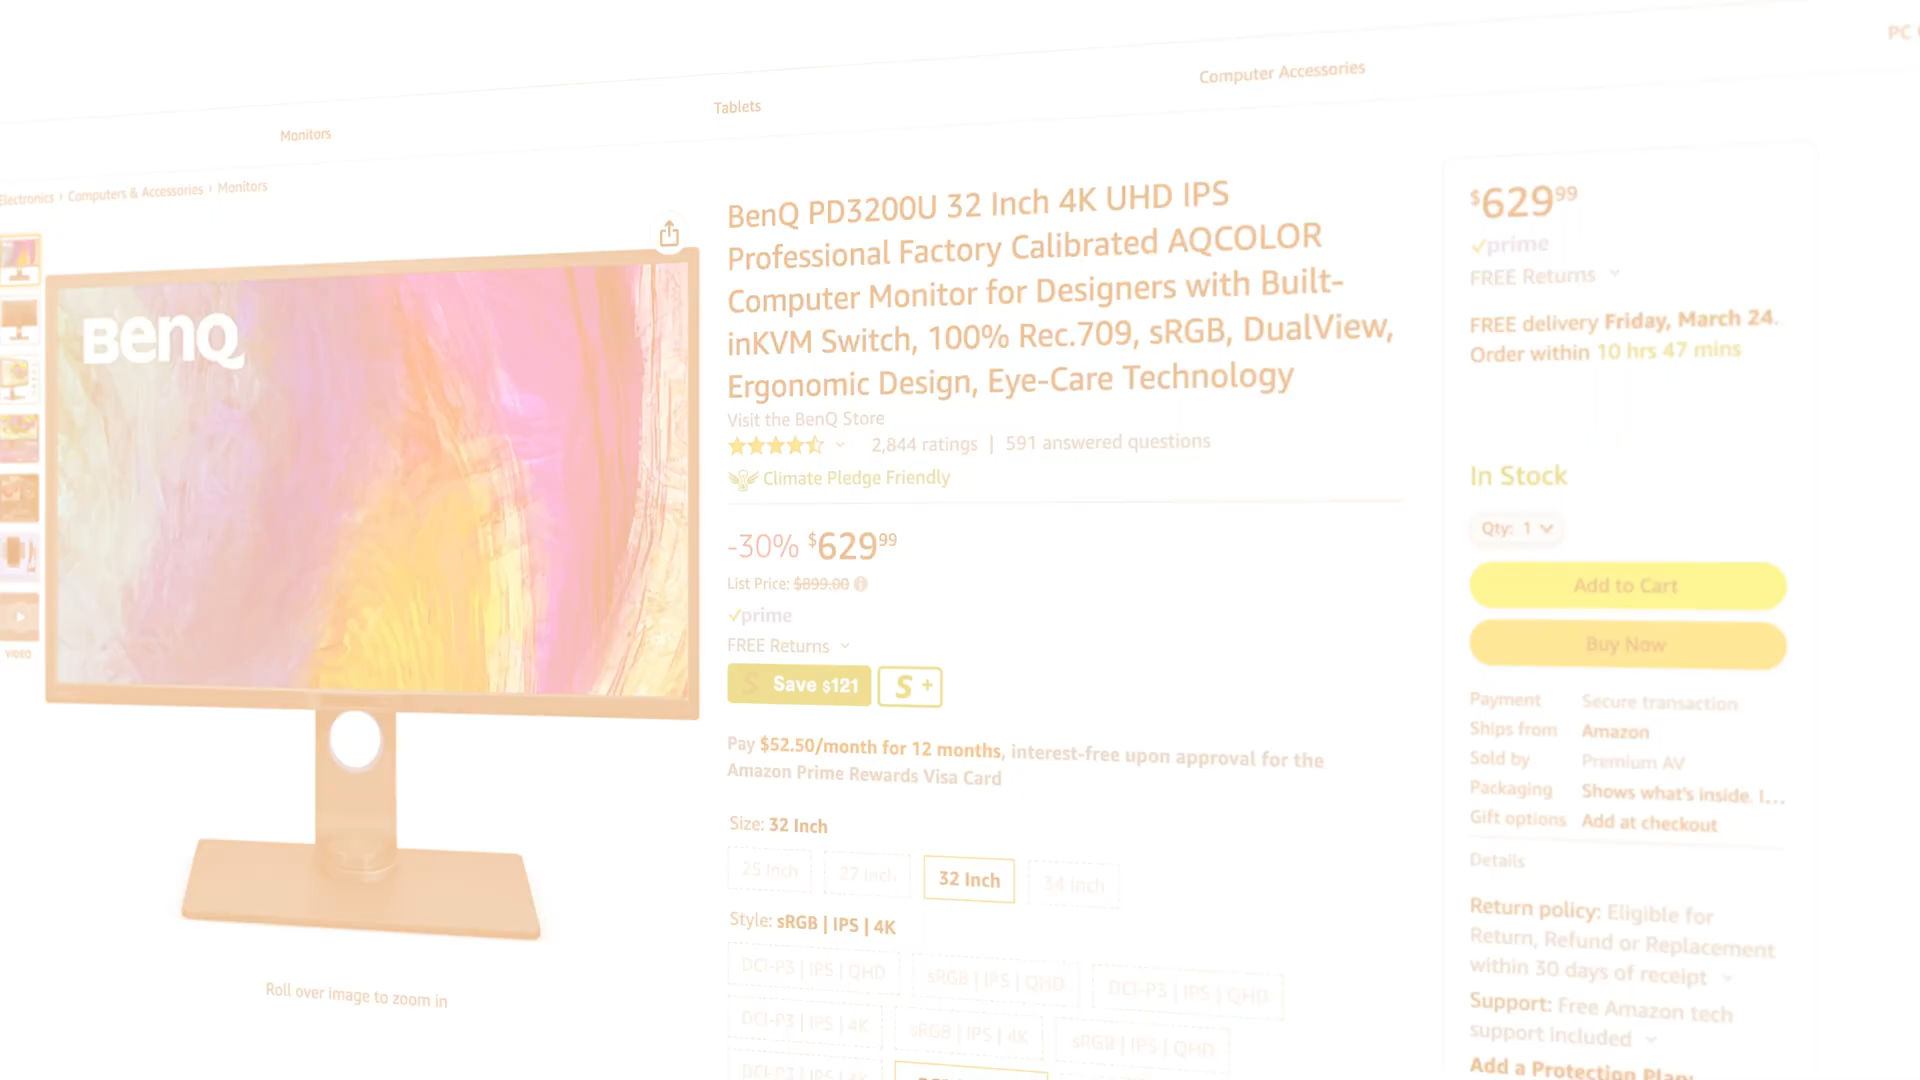 PC
Computer Accessories
Tablets
Monitors
Electronics › Computers & Accessories › Monitors
BenQ
VIDEO
Roll over image to zoom in
BenQ PD3200U 32 Inch 4K UHD IPS
Professional Factory Calibrated AQCOLOR
Computer Monitor for Designers with Built-
inKVM Switch, 100% Rec.709, sRGB, DualView,
Ergonomic Design, Eye-Care Technology
Visit the BenQ Store
2,844 ratings | 591 answered questions
Climate Pledge Friendly
-30% $629.99
List Price: $899.00
prime
FREE Returns
S Save $121 S +
Pay $52.50/month for 12 months, interest-free upon approval for the
Amazon Prime Rewards Visa Card
Size: 32 Inch
25 Inch 27 Inch 32 Inch 34 Inch
Style: sRGB | IPS | 4K
DCI-P3 | IPS | QHD sRGB | IPS | QHD DCI-P3 | IPS | QHD
DCI-P3 | IPS | 4K sRGB | IPS | 4K sRGB | IPS | QHD
DCI-P3 | IPS | 4K
$629.99
prime
FREE Returns
FREE delivery Friday, March 24.
Order within 10 hrs 47 mins
In Stock
Qty: 1
Add to Cart
Buy Now
Payment Secure transaction
Ships from Amazon
Sold by Premium AV
Packaging Shows what's inside. I...
Gift options Add at checkout
Details
Return policy: Eligible for
Return, Refund or Replacement
within 30 days of receipt
Support: Free Amazon tech
support included
Add a Protection Plan: